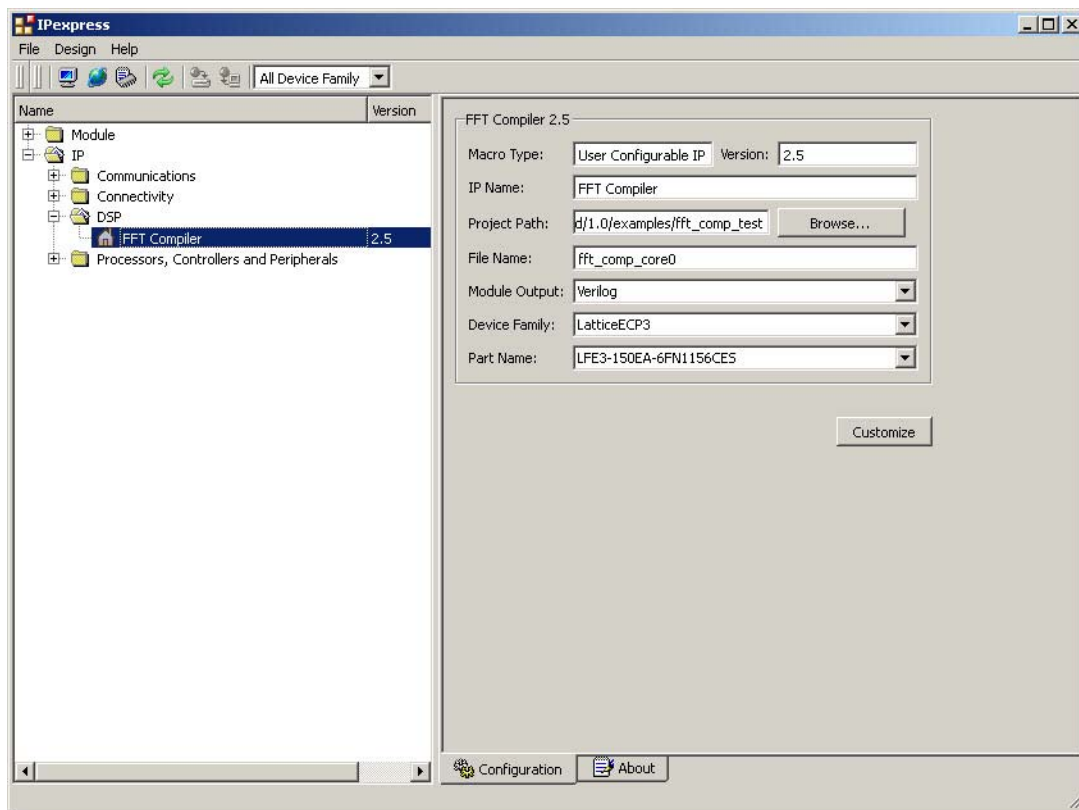 IPexpress
File Design Help
All Device Family
Name Version
Module
IP
Communications
Connectivity
DSP
FFT Compiler 2.5
Processors, Controllers and Peripherals
FFT Compiler 2.5
Macro Type: User Configurable IP Version: 2.5
IP Name: FFT Compiler
Project Path: d/1.0/examples/fft_comp_test Browse...
File Name: fft_comp_core0
Module Output: Verilog
Device Family: LatticeECP3
Part Name: LFE3-150EA-6FN1156CES
Customize
Configuration About